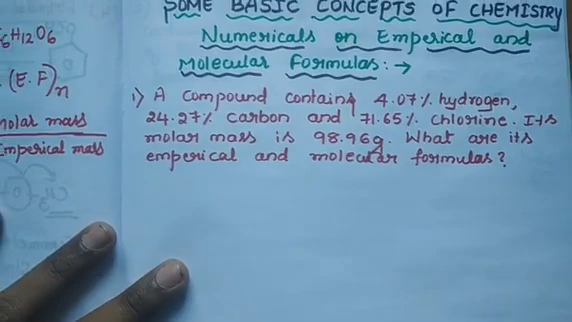 SOME BASIC CONCEPTS OF CHEMISTRY
Numericals on Emperical and
Molecular Formulas:→
1) A Compound contains 4.07% hydrogen,
24.27% Carbon and 71.65% Chlorine. Its
molar mass is 98.96g. What are its
emperical and molecular formulas?
6H12O6
(E.F)n
molar mass
Emperical mass